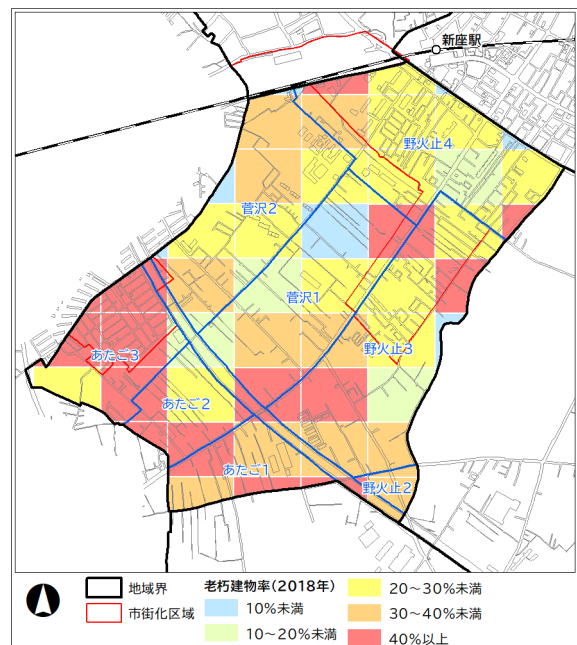 新座駅
野火止4
菅沢2
菅沢1
野火止3
あたご3
あたご2
あたご1
野火止2
地域界
市街化区域
老朽建物率(2018年)
10%未満
10～20%未満
20～30%未満
30～40%未満
40%以上